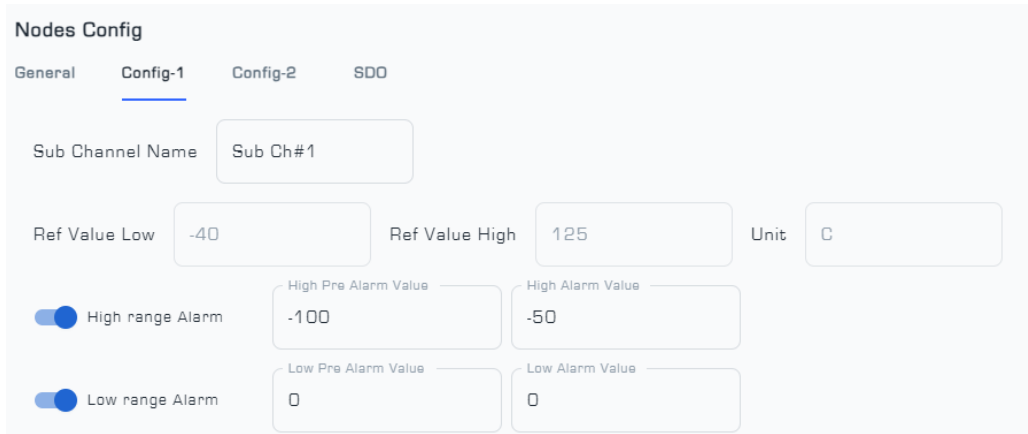 Nodes Config
General Config-1 Config-2 SDO
Sub Channel Name Sub Ch#1
Ref Value Low -40 Ref Value High 125 Unit C
High Pre Alarm Value High Alarm Value
High range Alarm -100 -50
Low Pre Alarm Value Low Alarm Value
Low range Alarm 0 0